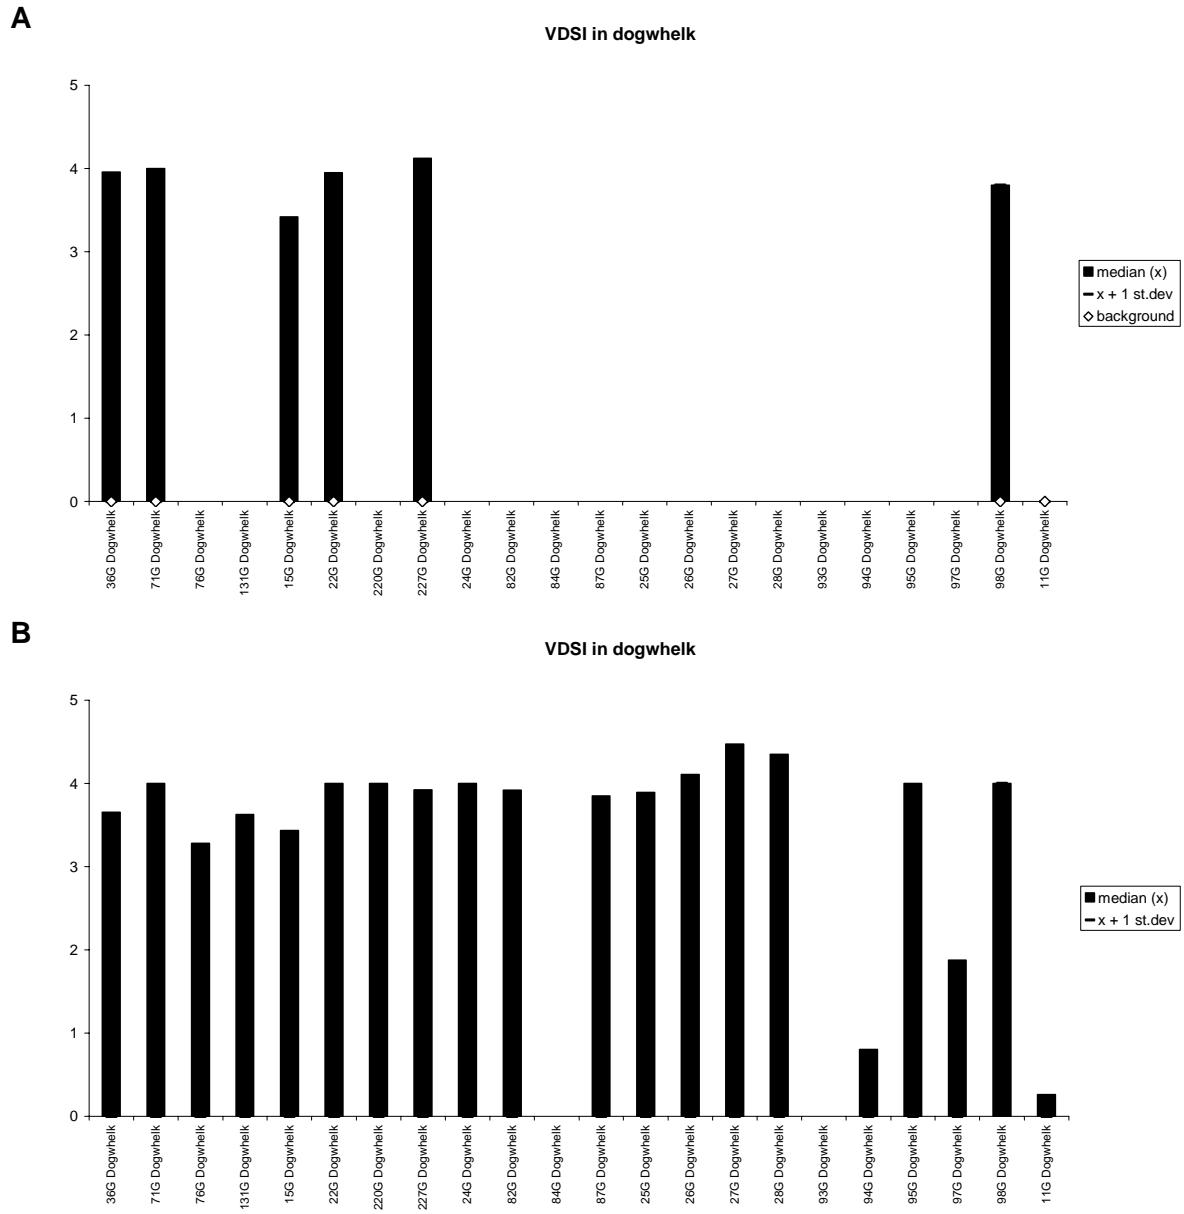 A
VDSI in dogwhelk
5
4
3
2
1
0
median (x)
x + 1 st.dev
background
36G Dogwhelk
71G Dogwhelk
76G Dogwhelk
131G Dogwhelk
15G Dogwhelk
22G Dogwhelk
220G Dogwhelk
227G Dogwhelk
24G Dogwhelk
82G Dogwhelk
84G Dogwhelk
87G Dogwhelk
25G Dogwhelk
26G Dogwhelk
27G Dogwhelk
28G Dogwhelk
93G Dogwhelk
94G Dogwhelk
95G Dogwhelk
97G Dogwhelk
98G Dogwhelk
11G Dogwhelk
B
VDSI in dogwhelk
5
4
3
2
1
0
median (x)
x + 1 st.dev
36G Dogwhelk
71G Dogwhelk
76G Dogwhelk
131G Dogwhelk
15G Dogwhelk
22G Dogwhelk
220G Dogwhelk
227G Dogwhelk
24G Dogwhelk
82G Dogwhelk
84G Dogwhelk
87G Dogwhelk
25G Dogwhelk
26G Dogwhelk
27G Dogwhelk
28G Dogwhelk
93G Dogwhelk
94G Dogwhelk
95G Dogwhelk
97G Dogwhelk
98G Dogwhelk
11G Dogwhelk